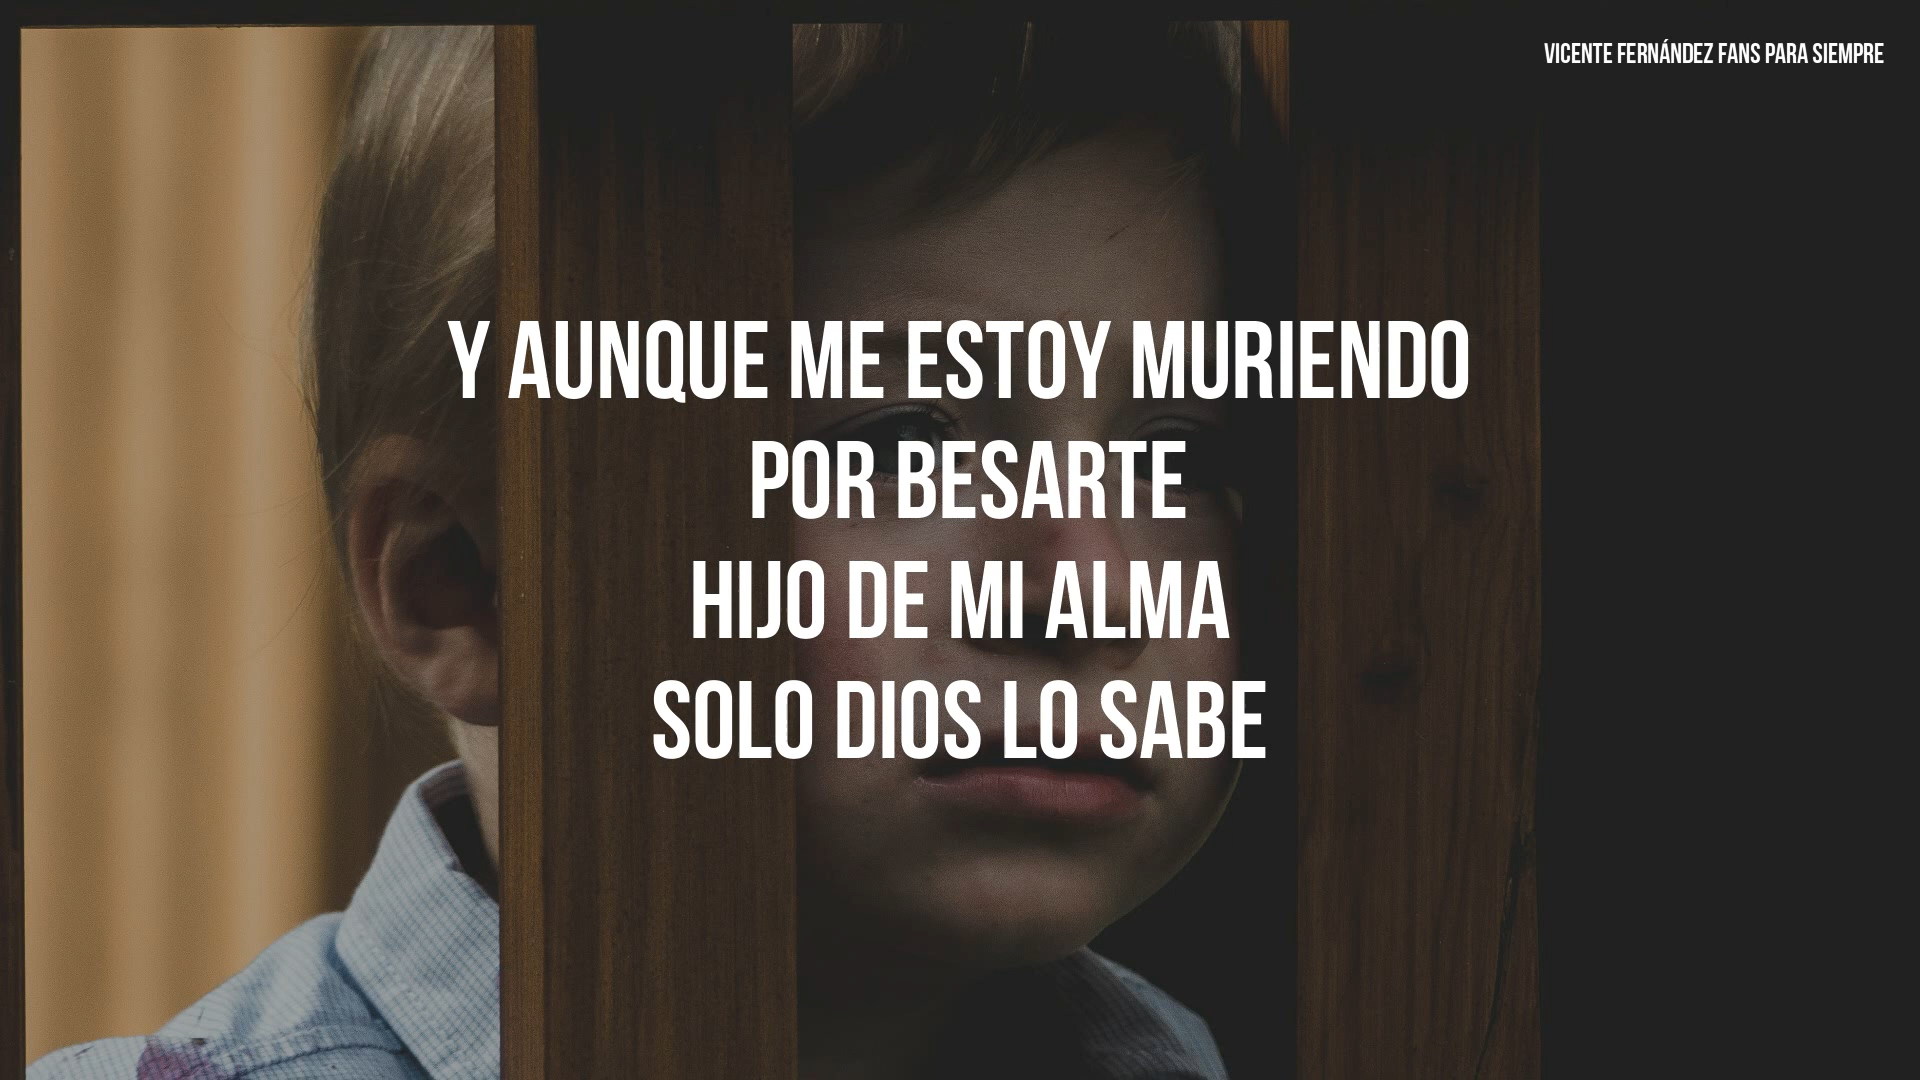 VICENTE FERNÁNDEZ FANS PARA SIEMPRE
Y AUNQUE ME ESTOY MURIENDO
POR BESARTE
HIJO DE MI ALMA
SOLO DIOS LO SABE